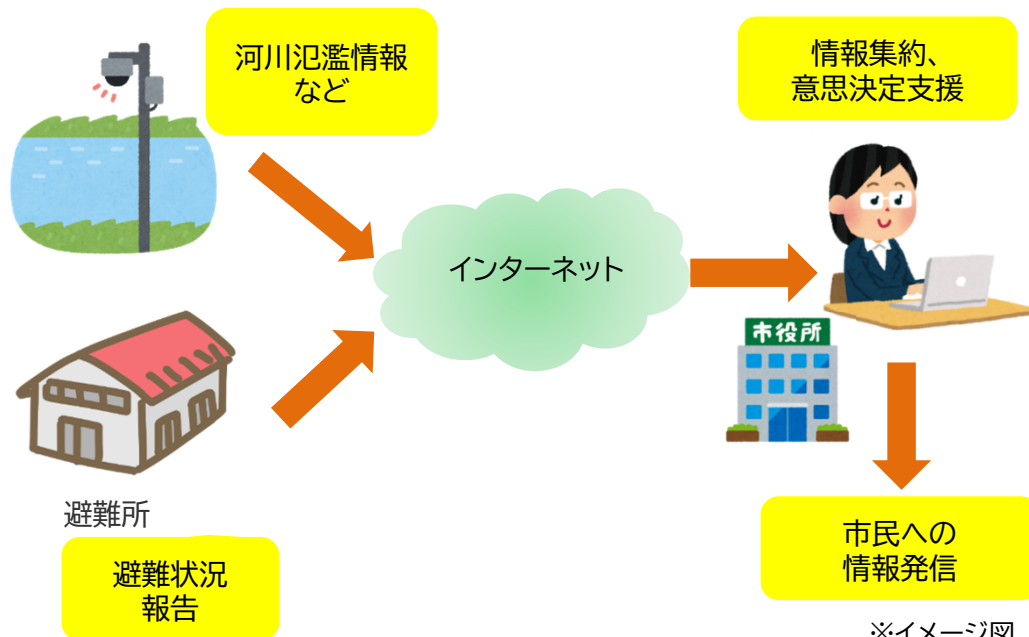 河川氾濫情報
など
情報集約、
意思決定支援
インターネット
市役所
避難所
避難状況
報告
市民への
情報発信
※イメージ図